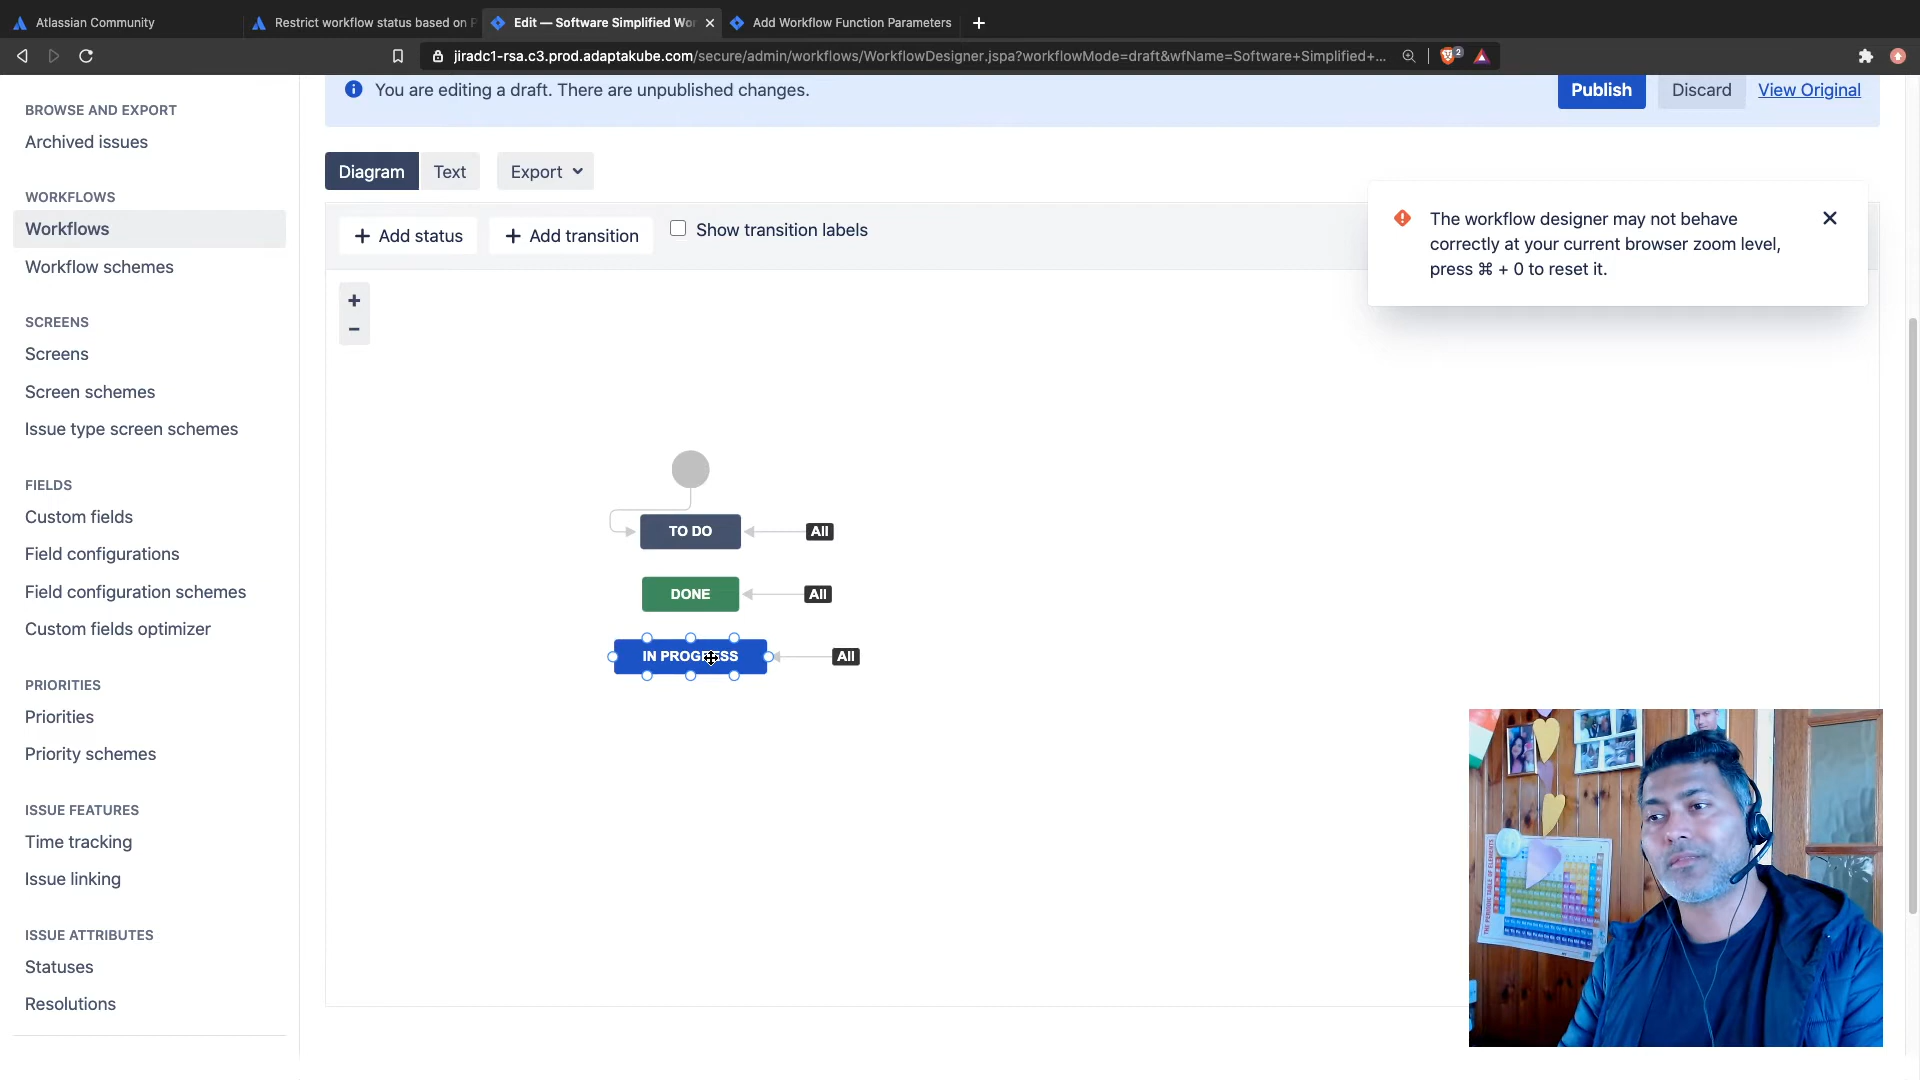 Atlassian Community
Restrict workflow status based on P
Edit — Software Simplified Wor
Add Workflow Function Parameters
jiradc1-rsa.c3.prod.adaptakube.com/secure/admin/workflows/WorkflowDesigner.jspa?workflowMode=draft&wfName=Software+Simplified+...
2
BROWSE AND EXPORT
Archived issues
WORKFLOWS
Workflows
Workflow schemes
SCREENS
Screens
Screen schemes
Issue type screen schemes
FIELDS
Custom fields
Field configurations
Field configuration schemes
Custom fields optimizer
PRIORITIES
Priorities
Priority schemes
ISSUE FEATURES
Time tracking
Issue linking
ISSUE ATTRIBUTES
Statuses
Resolutions
You are editing a draft. There are unpublished changes.
Publish
Discard
View Original
Diagram
Text
Export
+ Add status
+ Add transition
Show transition labels
The workflow designer may not behave
correctly at your current browser zoom level,
press ⌘ + 0 to reset it.
+
−
TO DO
All
DONE
All
IN PROGRESS
All